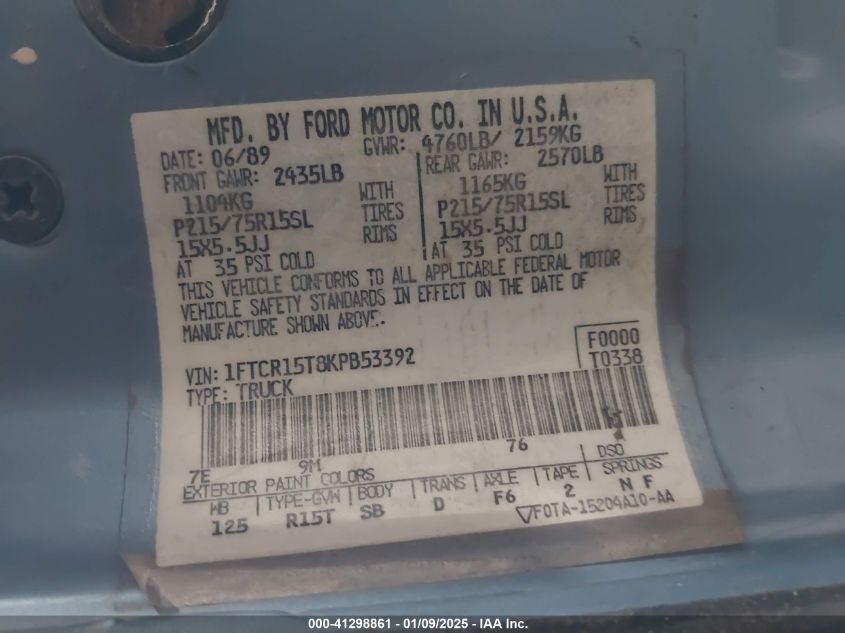 MFD. BY FORD MOTOR CO. IN U.S.A.
DATE: 06/89 GVWR: 4760LB/ 2159KG
FRONT GAWR: 2435LB REAR GAWR: 2570LB
1104KG WITH 1165KG WITH
P215/75R15SL TIRES P215/75R15SL TIRES
15X5.5JJ RIMS 15X5.5JJ RIMS
AT 35 PSI COLD AT 35 PSI COLD
THIS VEHICLE CONFORMS TO ALL APPLICABLE FEDERAL MOTOR
VEHICLE SAFETY STANDARDS IN EFFECT ON THE DATE OF
MANUFACTURE SHOWN ABOVE.
VIN: 1FTCR15T8KPB53392 F0000
TYPE: TRUCK T0338
7E 9M 76 DSO
EXTERIOR PAINT COLORS
WB TYPE-GVW BODY TRANS AXLE TAPE SPRINGS
125 R15T SB D F6 2 N F
F0TA-15204A10-AA
000-41298861 - 01/09/2025 - IAA Inc.